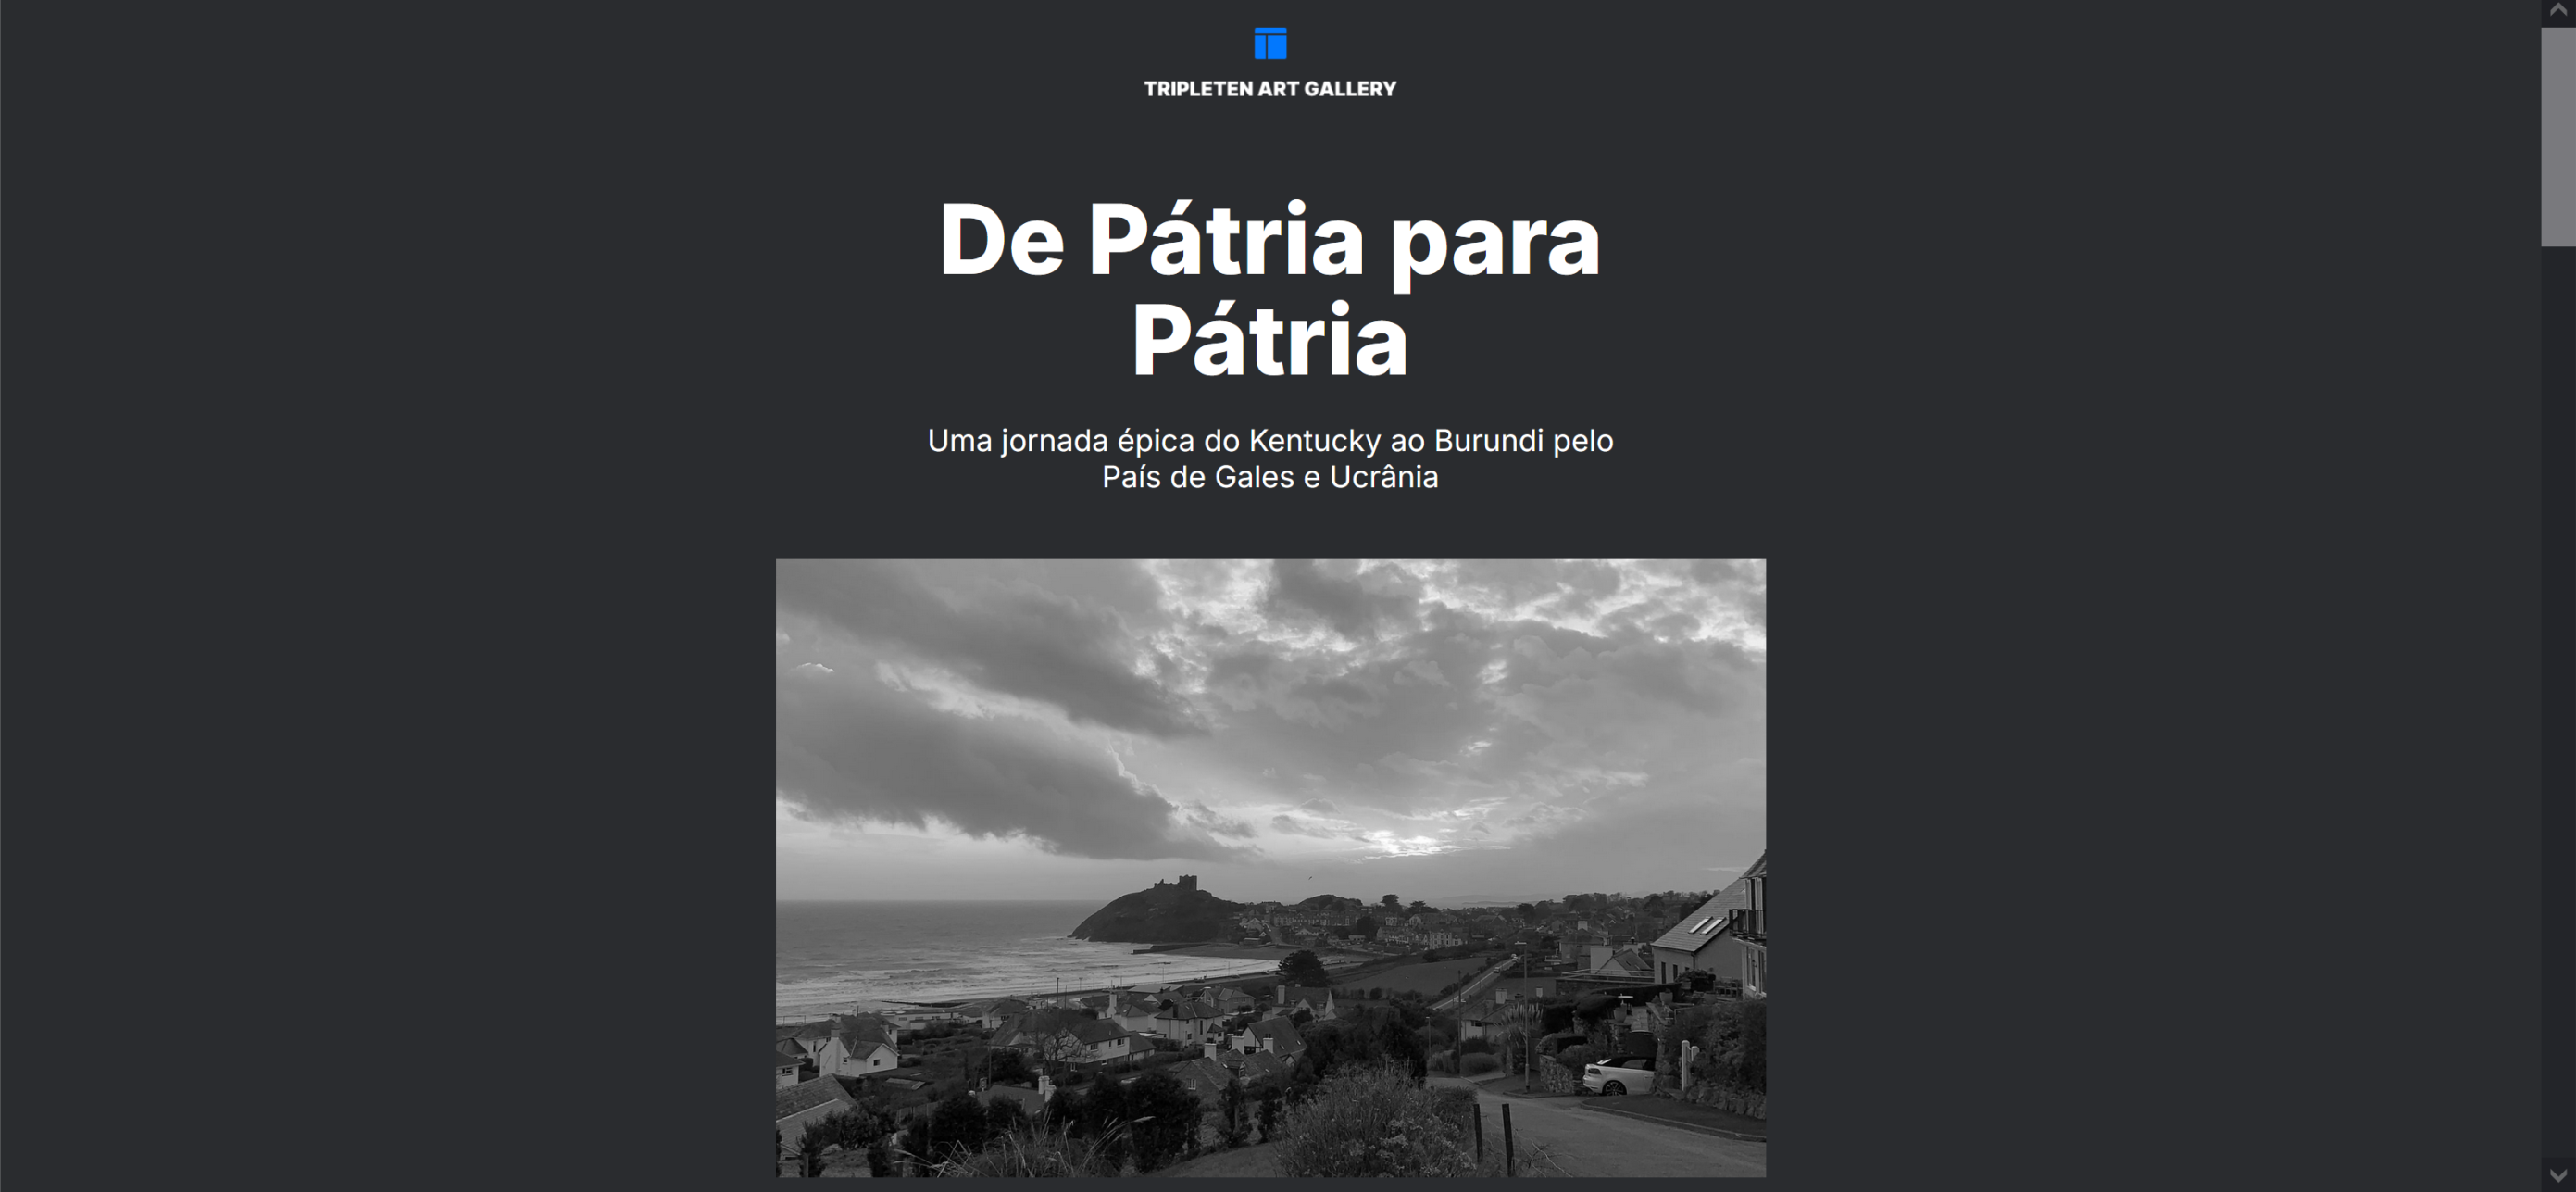 TRIPLETEN ART GALLERY
De Pátria para
Pátria
Uma jornada épica do Kentucky ao Burundi pelo
País de Gales e Ucrânia